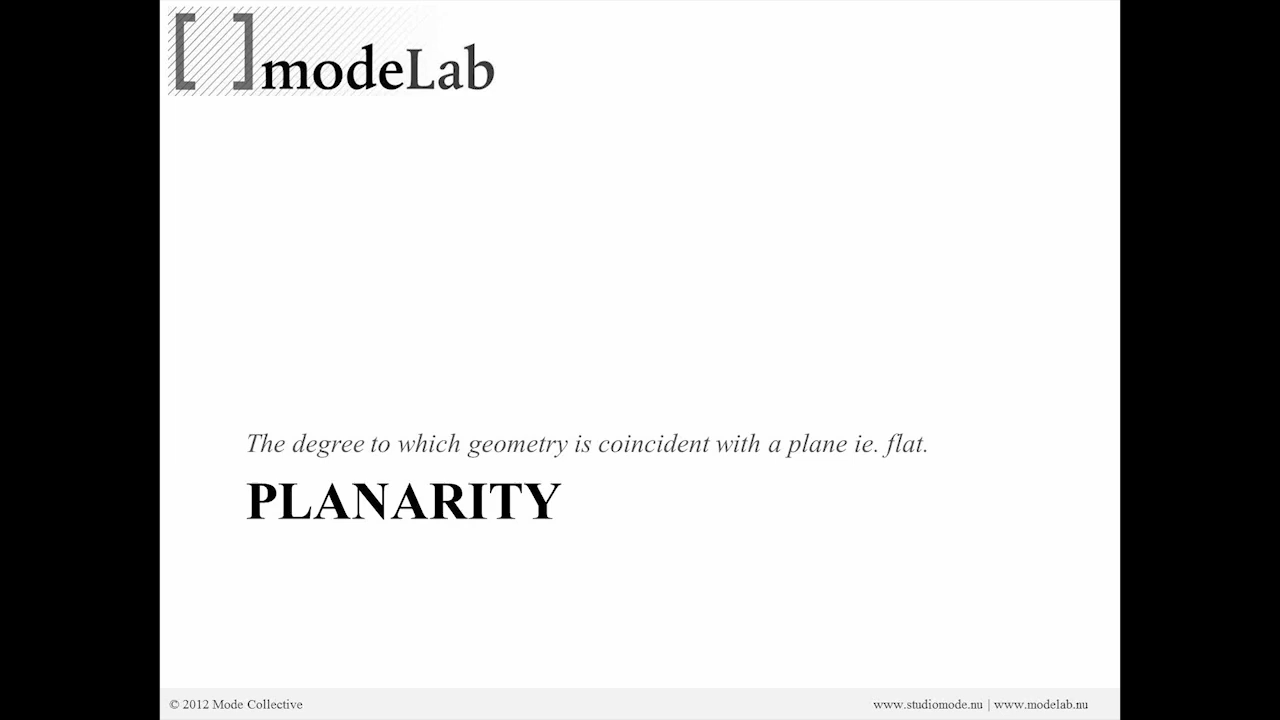 [ ] modeLab
The degree to which geometry is coincident with a plane ie. flat.
PLANARITY
© 2012 Mode Collective
www.studiomode.nu | www.modelab.nu